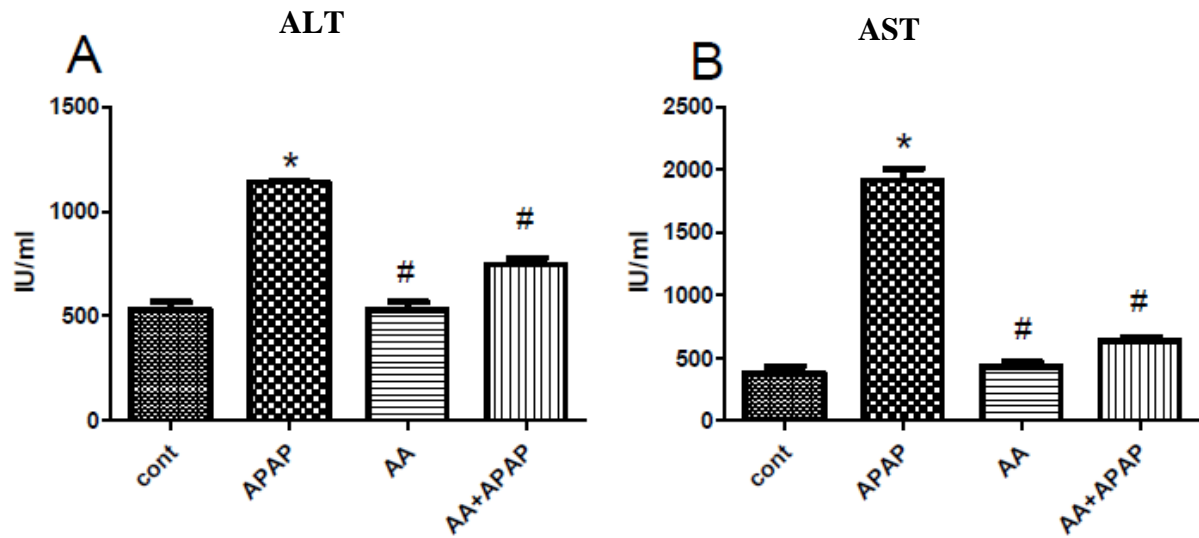 ALT
A
1500
1000
500
0
IU/ml
*
#
#
cont
APAP
AA
AA+APAP
AST
B
2500
2000
1500
1000
500
0
IU/ml
*
#
#
cont
APAP
AA
AA+APAP